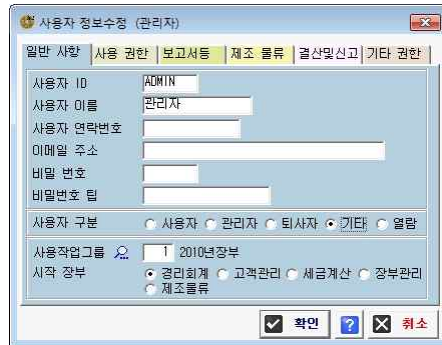 사용자 정보수정 (관리자)
일반 사항 사용 권한 보고서등 제조 물류 결산및신고 기타 권한
사용자 ID ADMIN
사용자 이름 관리자
사용자 연락번호
이메일 주소
비밀 번호
비밀번호 팁
사용자 구분 사용자 관리자 퇴사자 기타 열람
사용작업그룹 1 2010년장부
시작 장부 경리회계 고객관리 세금계산 장부관리
제조물류
확인 ? 취소